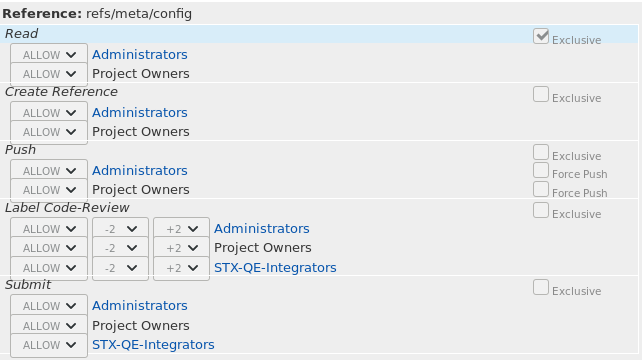 Reference: refs/meta/config
Read Exclusive
ALLOW Administrators
ALLOW Project Owners
Create Reference Exclusive
ALLOW Administrators
ALLOW Project Owners
Push Exclusive
ALLOW Administrators Force Push
ALLOW Project Owners Force Push
Label Code-Review Exclusive
ALLOW -2 +2 Administrators
ALLOW -2 +2 Project Owners
ALLOW -2 +2 STX-QE-Integrators
Submit Exclusive
ALLOW Administrators
ALLOW Project Owners
ALLOW STX-QE-Integrators